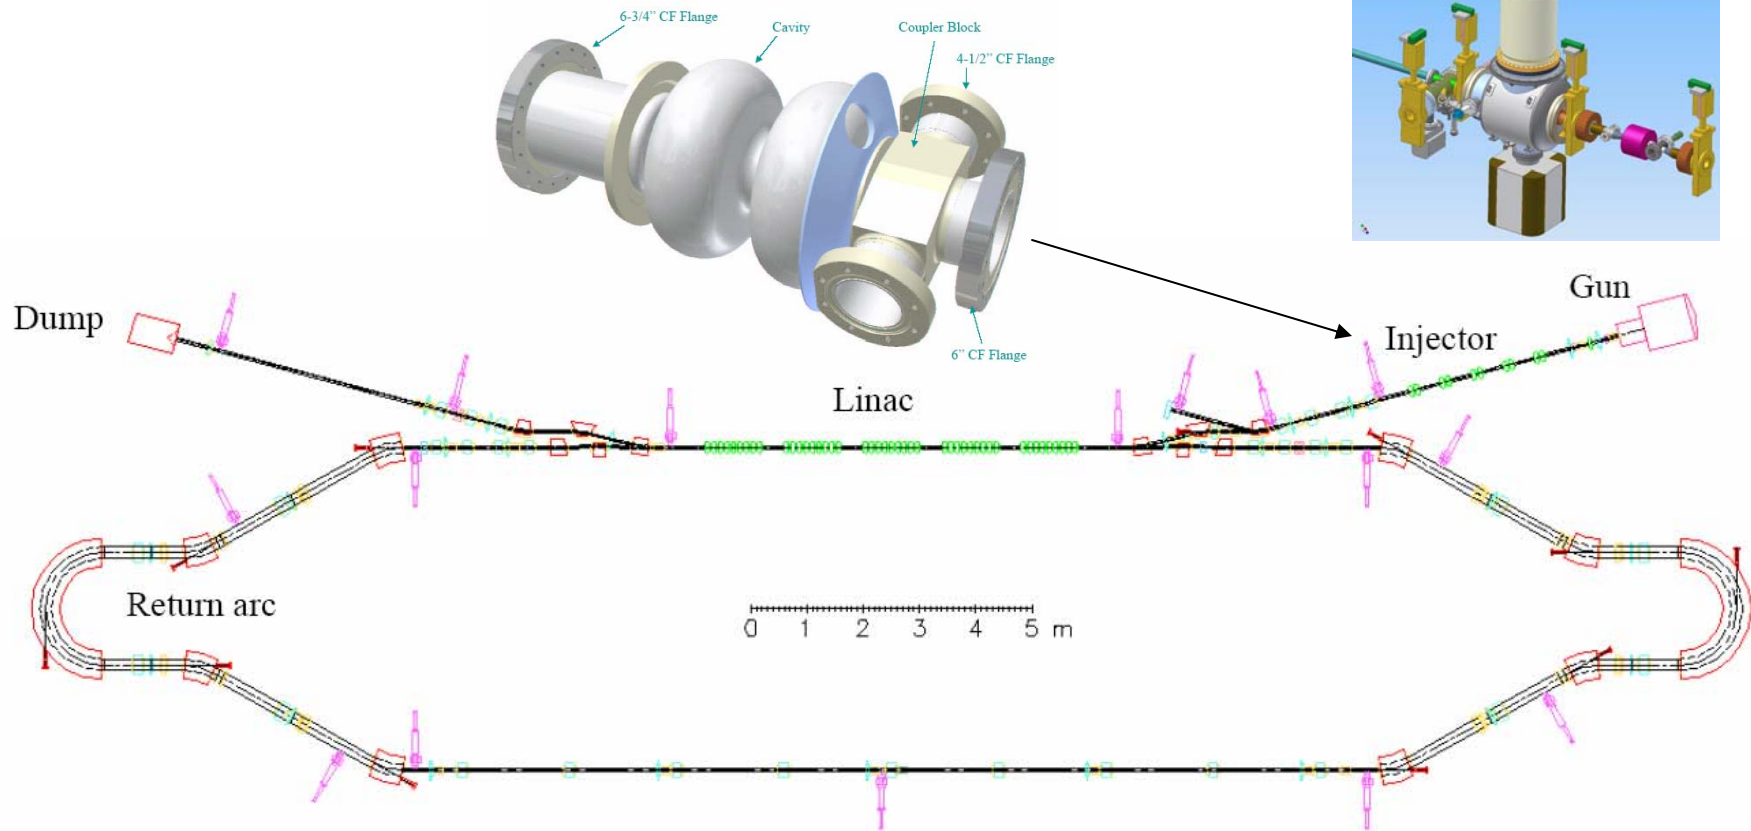 6-3/4” CF Flange
Cavity
Coupler Block
4-1/2” CF Flange
6” CF Flange
Gun
Dump
Injector
Linac
Return arc
0 1 2 3 4 5 m